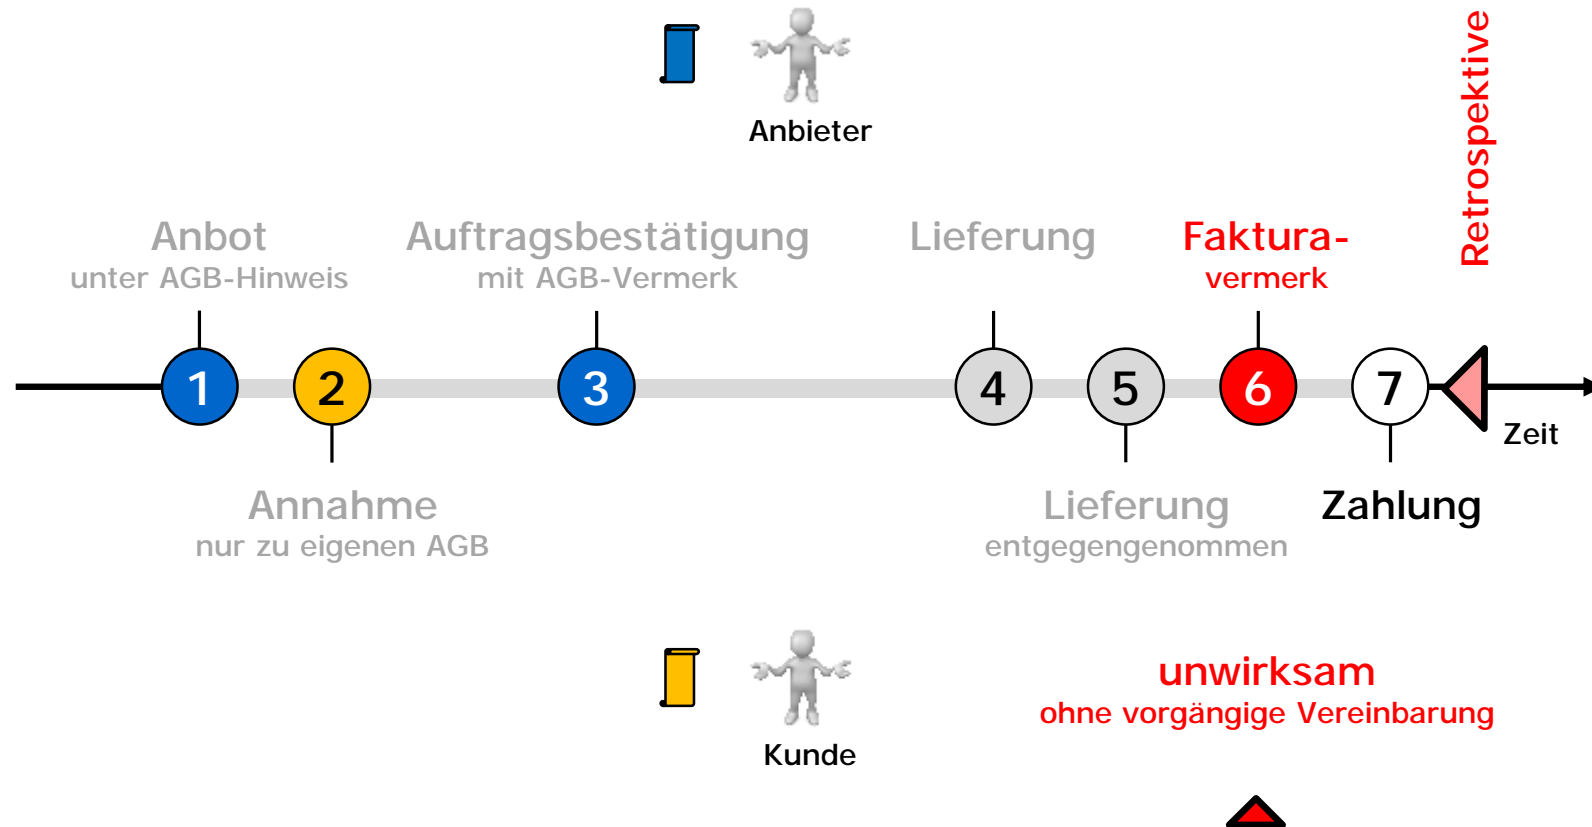 Anbieter
Retrospektive
Anbot
unter AGB-Hinweis
Auftragsbestätigung
mit AGB-Vermerk
Lieferung
Faktura-
vermerk
1
2
3
4
5
6
7
Zeit
Annahme
nur zu eigenen AGB
Lieferung
entgegengenommen
Zahlung
Kunde
unwirksam
ohne vorgängige Vereinbarung